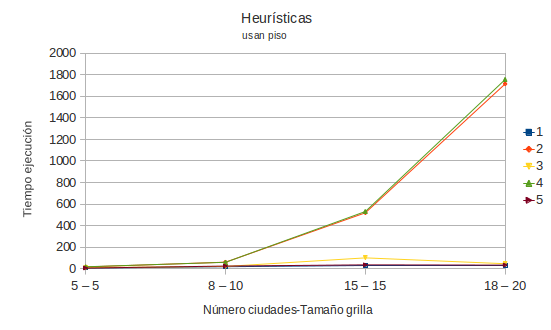 Heurísticas
usan piso
2000
1800
1600
1400
1200
1000
800
600
400
200
0
Tiempo ejecución
5 – 5
8 – 10
15 – 15
18 – 20
Número ciudades-Tamaño grilla
1
2
3
4
5